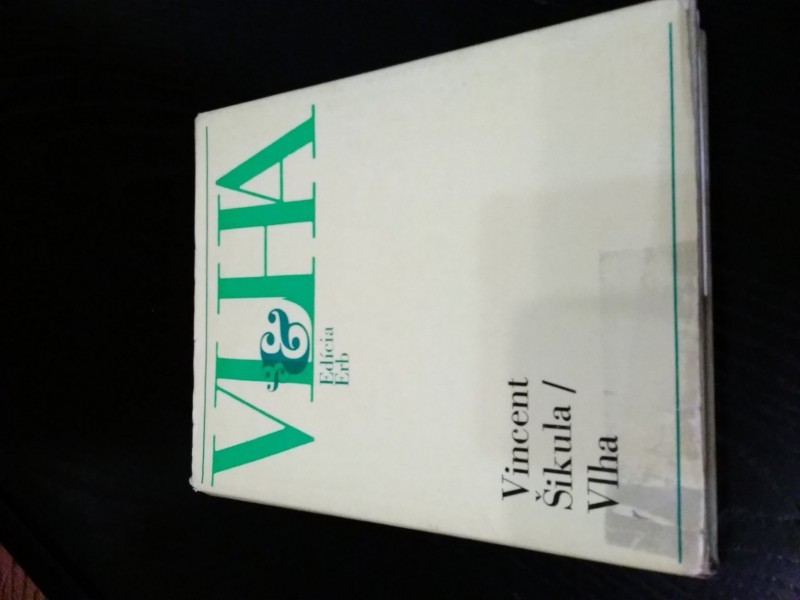 VLHA
&
Edícia
Erb
Vincent
Šikula /
Vlha